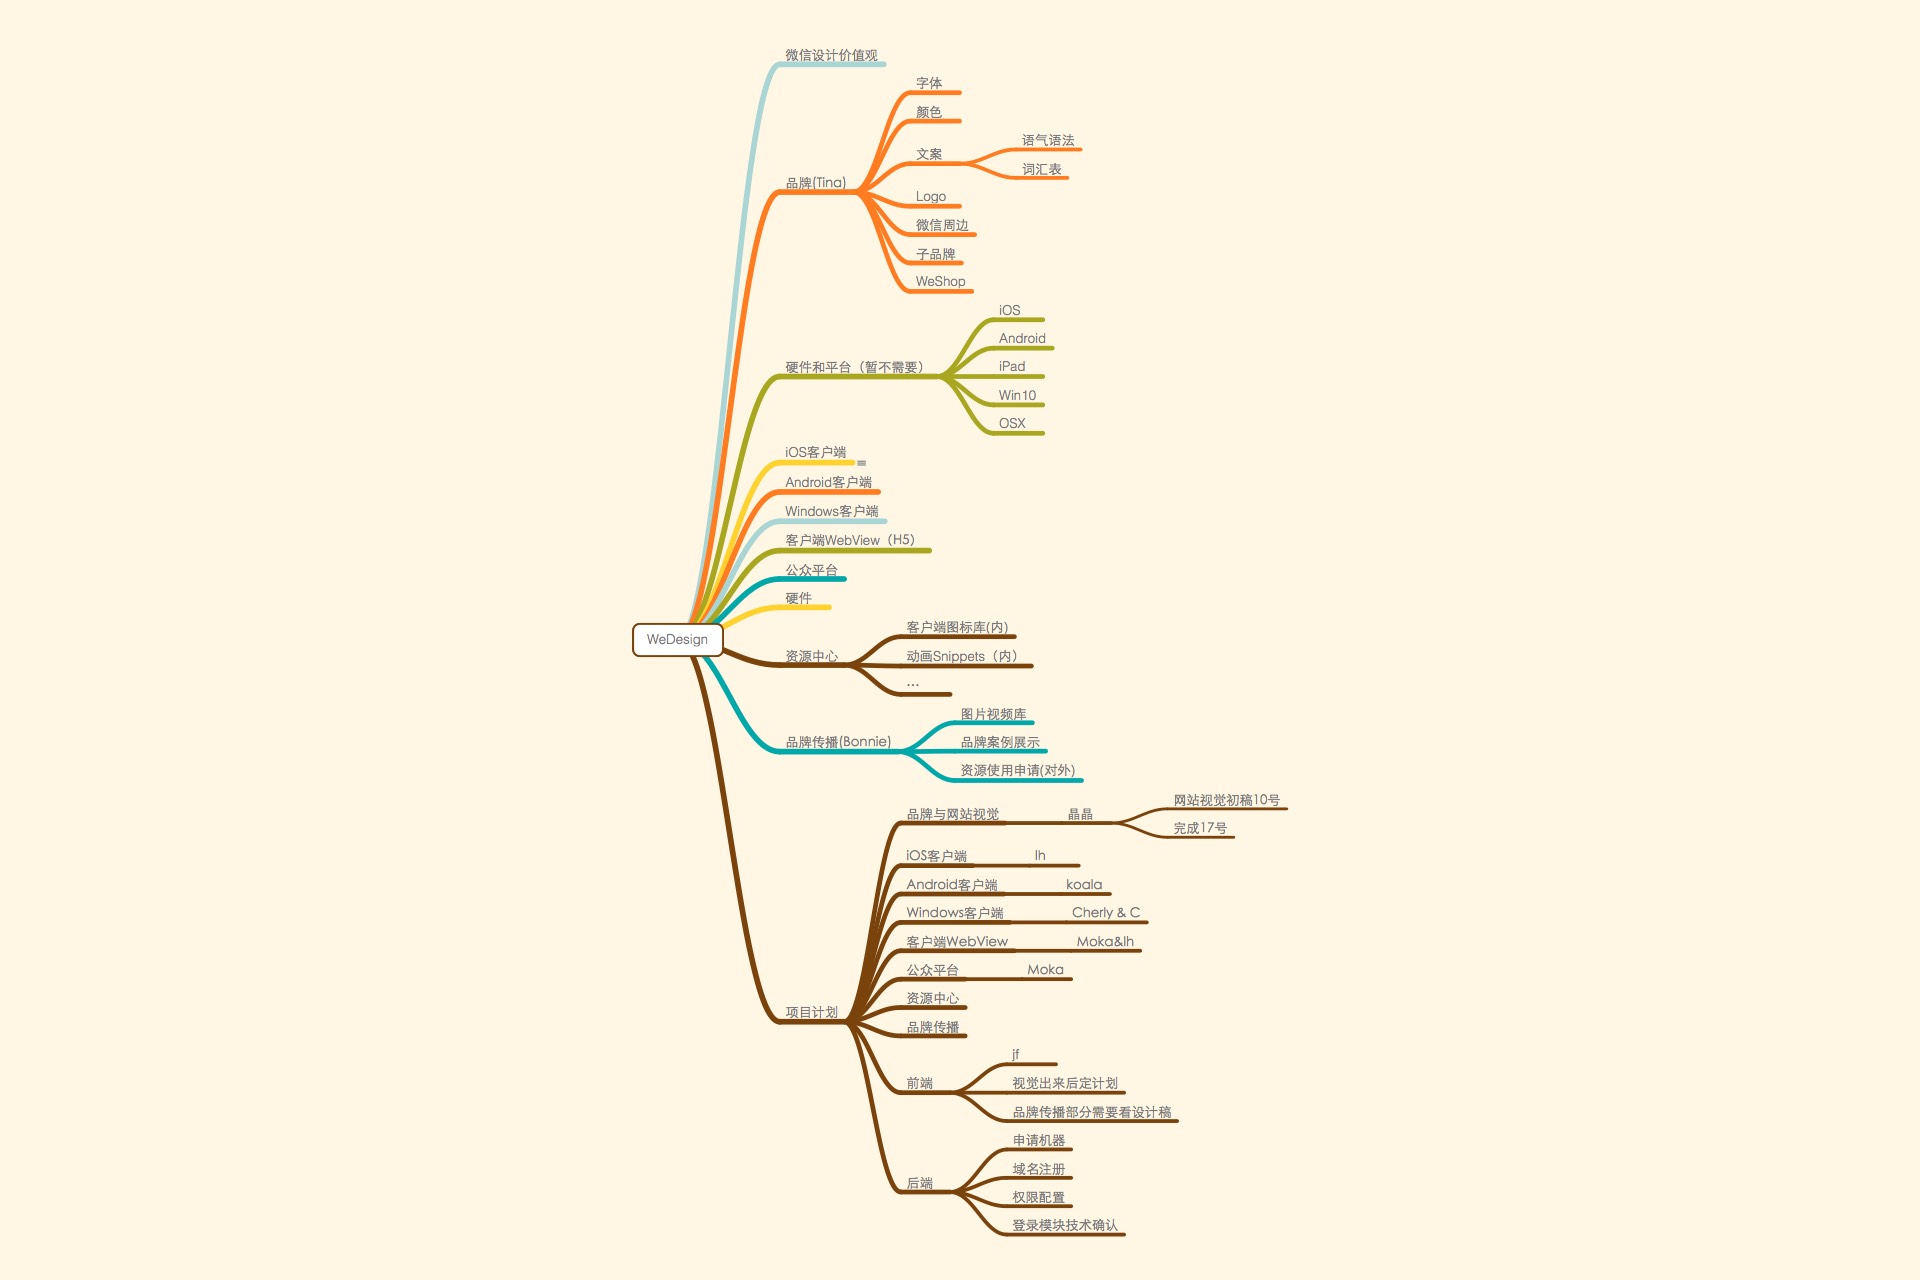 微信设计价值观
字体
颜色
语气语法
文案
词汇表
品牌(Tina)
Logo
微信周边
子品牌
WeShop
iOS
Android
硬件和平台（暂不需要）
iPad
Win10
OSX
iOS客户端
Android客户端
Windows客户端
客户端WebView（H5）
公众平台
硬件
客户端图标库(内)
WeDesign
资源中心
动画Snippets（内）
...
图片视频库
品牌传播(Bonnie)
品牌案例展示
资源使用申请(对外)
网站视觉初稿10号
品牌与网站视觉
晶晶
完成17号
iOS客户端
lh
Android客户端
koala
Windows客户端
Cherly & C
客户端WebView
Moka&lh
公众平台
Moka
资源中心
项目计划
品牌传播
jf
前端
视觉出来后定计划
品牌传播部分需要看设计稿
申请机器
域名注册
后端
权限配置
登录模块技术确认